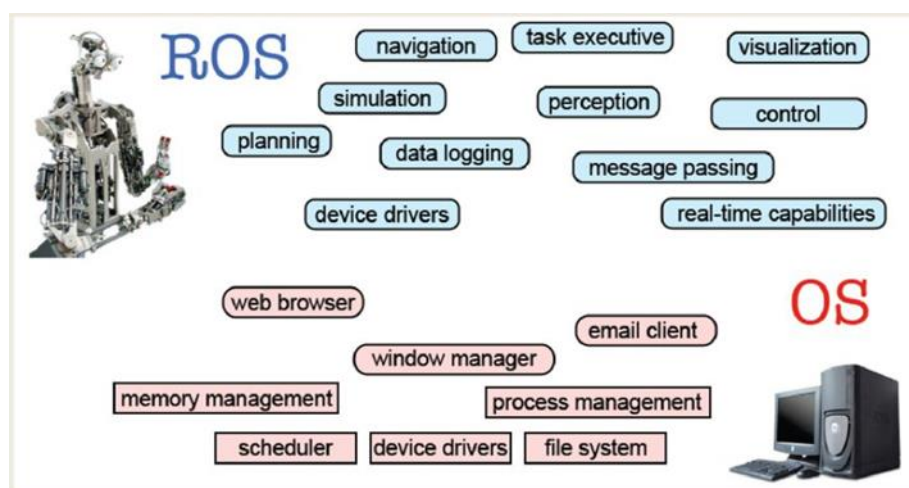 ROS
navigation
task executive
visualization
simulation
perception
control
planning
data logging
message passing
device drivers
real-time capabilities
web browser
OS
email client
window manager
memory management
process management
scheduler
device drivers
file system